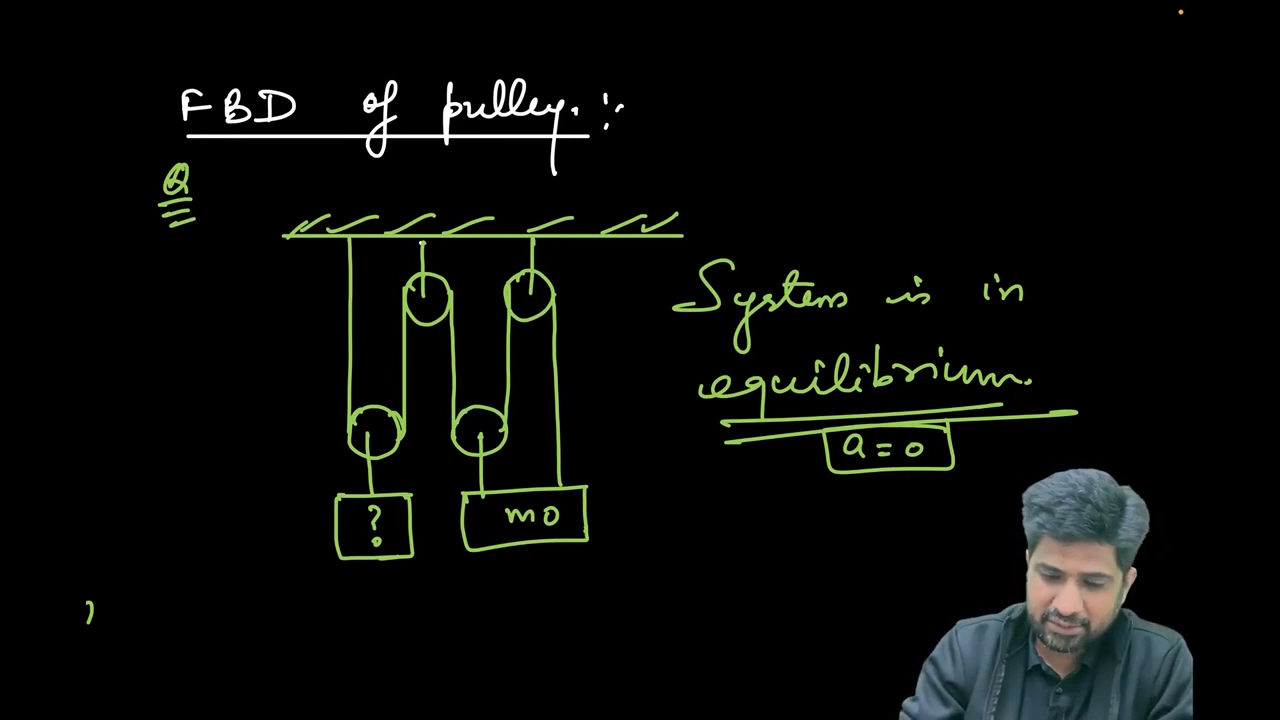 FBD of pulley :-
Q
System is in
equilibrium.
a = 0
?
m0